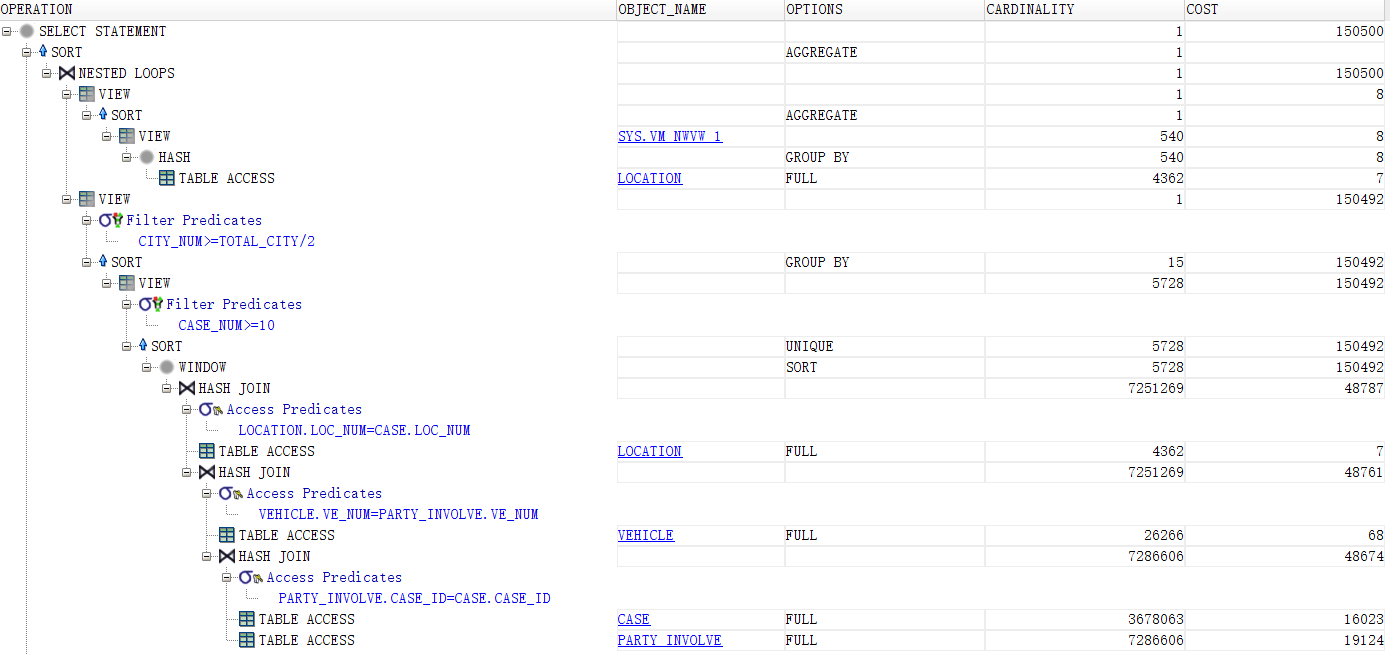 OPERATION OBJECT_NAME OPTIONS CARDINALITY COST
SELECT STATEMENT 1 150500
SORT AGGREGATE 1
NESTED LOOPS 1 150500
VIEW 1 8
SORT AGGREGATE 1
VIEW SYS.VM_NWVW_1 540 8
HASH GROUP BY 540 8
TABLE ACCESS LOCATION FULL 4362 7
VIEW 1 150492
Filter Predicates
CITY_NUM>=TOTAL_CITY/2
SORT GROUP BY 15 150492
VIEW 5728 150492
Filter Predicates
CASE_NUM>=10
SORT UNIQUE 5728 150492
WINDOW SORT 5728 150492
HASH JOIN 7251269 48787
Access Predicates
LOCATION.LOC_NUM=CASE.LOC_NUM
TABLE ACCESS LOCATION FULL 4362 7
HASH JOIN 7251269 48761
Access Predicates
VEHICLE.VE_NUM=PARTY_INVOLVE.VE_NUM
TABLE ACCESS VEHICLE FULL 26266 68
HASH JOIN 7286606 48674
Access Predicates
PARTY_INVOLVE.CASE_ID=CASE.CASE_ID
TABLE ACCESS CASE FULL 3678063 16023
TABLE ACCESS PARTY_INVOLVE FULL 7286606 19124